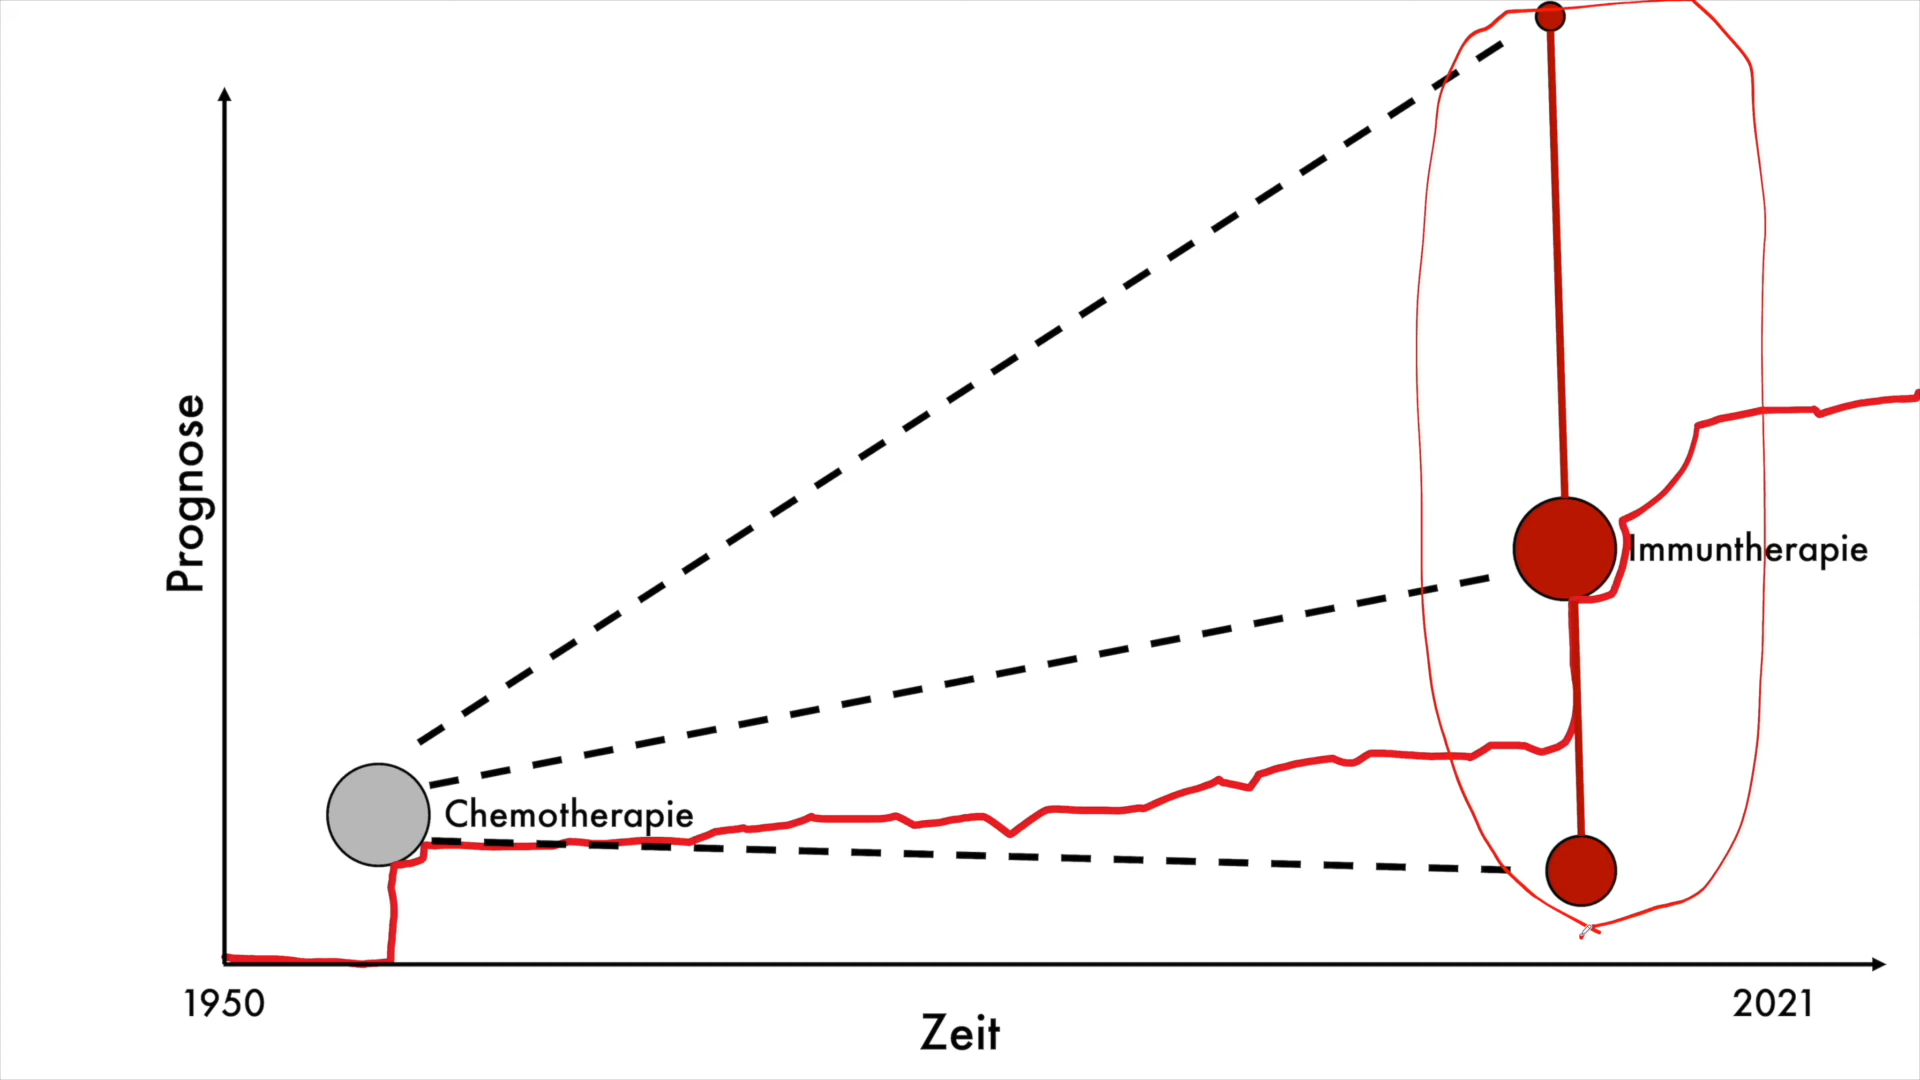 Prognose
Immuntherapie
Chemotherapie
1950
2021
Zeit